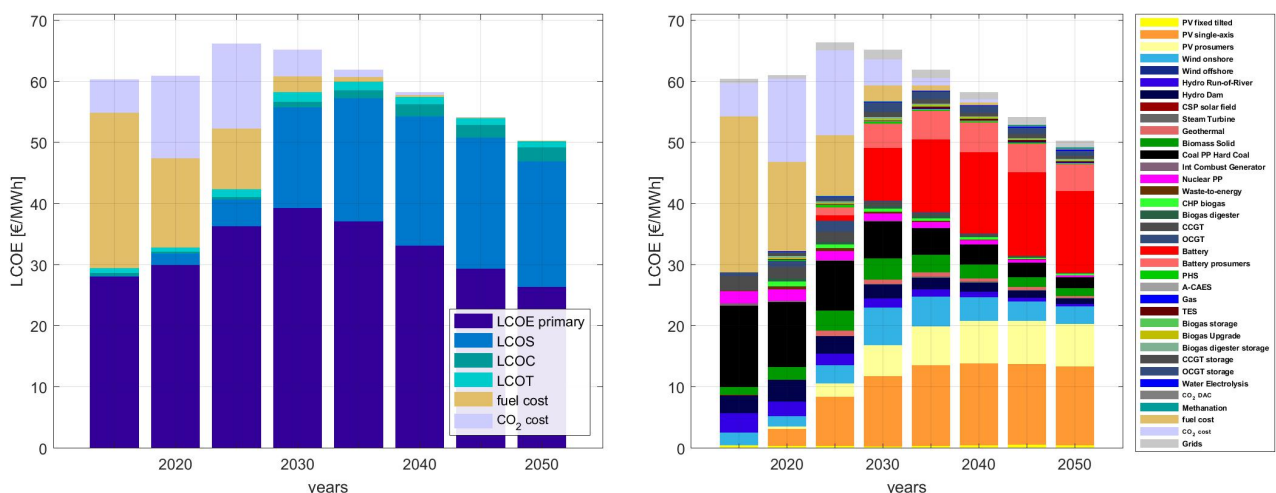 70
60
50
40
30
20
10
0
LCOE [€/MWh]
2020
2030
2040
2050
years
LCOE primary
LCOS
LCOC
LCOT
fuel cost
CO2 cost
70
60
50
40
30
20
10
0
LCOE [€/MWh]
2020
2030
2040
2050
years
PV fixed tilted
PV single-axis
PV prosumers
Wind onshore
Wind offshore
Hydro Run-of-River
Hydro Dam
CSP solar field
Steam Turbine
Geothermal
Biomass Solid
Coal PP Hard Coal
Int Combust Generator
Nuclear PP
Waste-to-energy
CHP biogas
Biogas digester
CCGT
OCGT
Battery
Battery prosumers
PHS
A-CAES
Gas
TES
Biogas storage
Biogas Upgrade
Biogas digester storage
CCGT storage
OCGT storage
Water Electrolysis
CO2 DAC
Methanation
fuel cost
CO2 cost
Grids